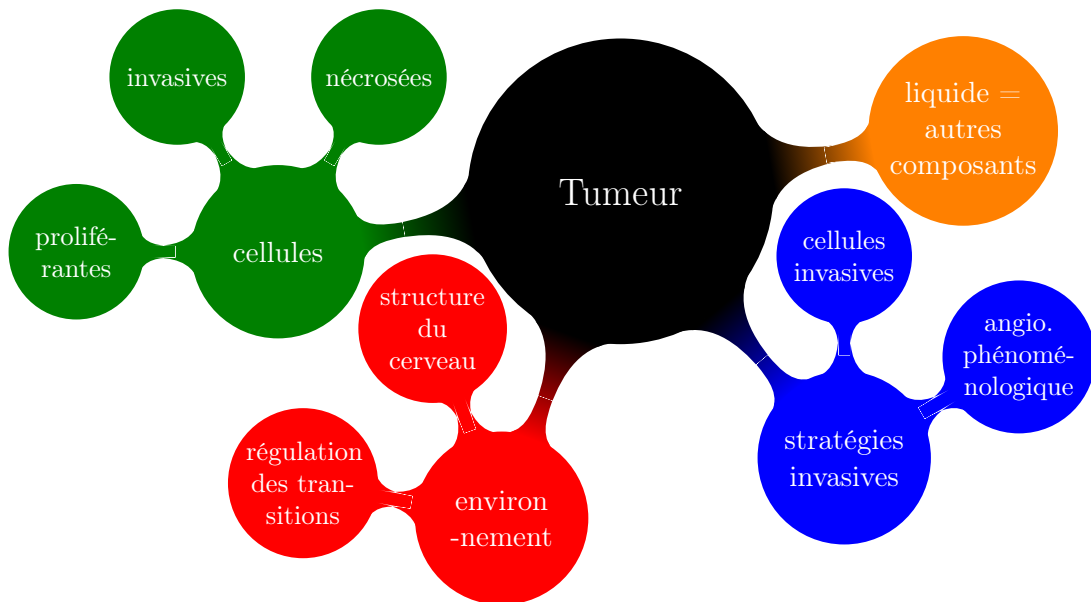 Tumeur
invasives
nécrosées
prolifé-
rantes
cellules
structure
du
cerveau
régulation
des tran-
sitions
environ
-nement
liquide =
autres
composants
cellules
invasives
angio.
phénomé-
nologique
stratégies
invasives